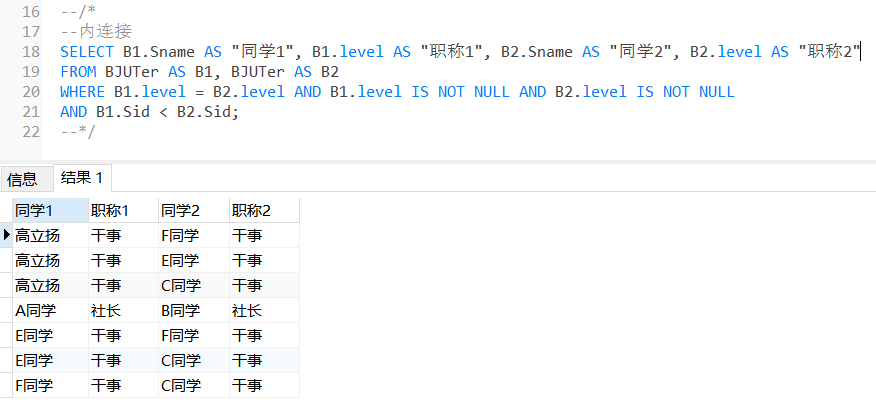 16 --/*
17 --内连接
18 SELECT B1.Sname AS "同学1", B1.level AS "职称1", B2.Sname AS "同学2", B2.level AS "职称2"
19 FROM BJUTer AS B1, BJUTer AS B2
20 WHERE B1.level = B2.level AND B1.level IS NOT NULL AND B2.level IS NOT NULL
21 AND B1.Sid < B2.Sid;
22 --*/
信息 结果 1
同学1 职称1 同学2 职称2
高立扬 干事 F同学 干事
高立扬 干事 E同学 干事
高立扬 干事 C同学 干事
A同学 社长 B同学 社长
E同学 干事 F同学 干事
E同学 干事 C同学 干事
F同学 干事 C同学 干事